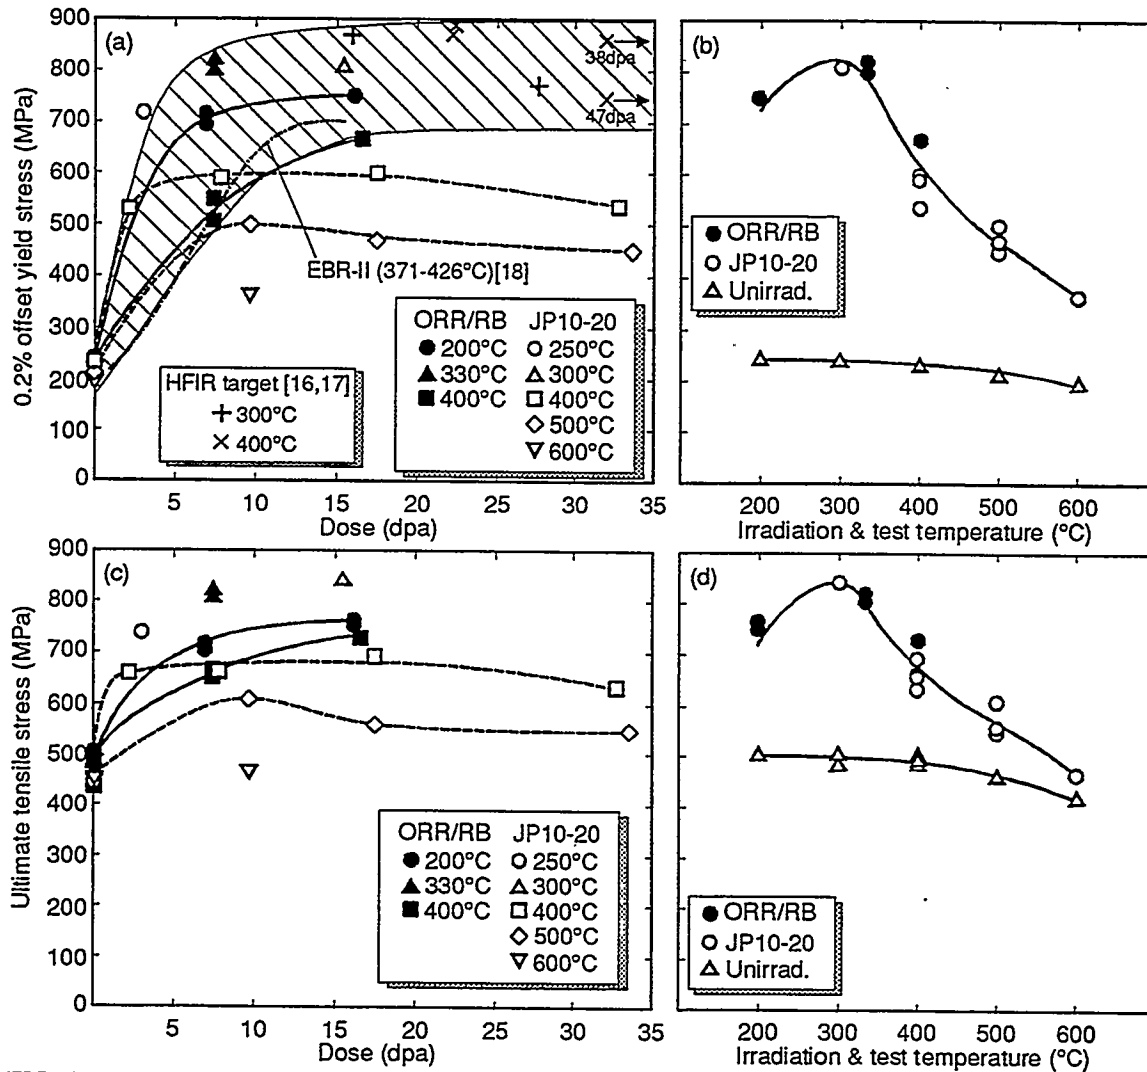 (a)
900
800
700
600
500
400
300
200
100
0
0.2% offset yield stress (MPa)
38dpa
47dpa
EBR-II (371-426°C)[18]
HFIR target [16,17]
300°C
400°C
ORR/RB JP10-20
200°C 250°C
330°C 300°C
400°C 400°C
500°C
600°C
5 10 15 20 25 30 35
Dose (dpa)
(b)
ORR/RB
JP10-20
Unirrad.
200 300 400 500 600
Irradiation & test temperature (°C)
(c)
900
800
700
600
500
400
300
200
100
0
Ultimate tensile stress (MPa)
ORR/RB JP10-20
200°C 250°C
330°C 300°C
400°C 400°C
500°C
600°C
5 10 15 20 25 30 35
Dose (dpa)
(d)
ORR/RB
JP10-20
Unirrad.
200 300 400 500 600
Irradiation & test temperature (°C)